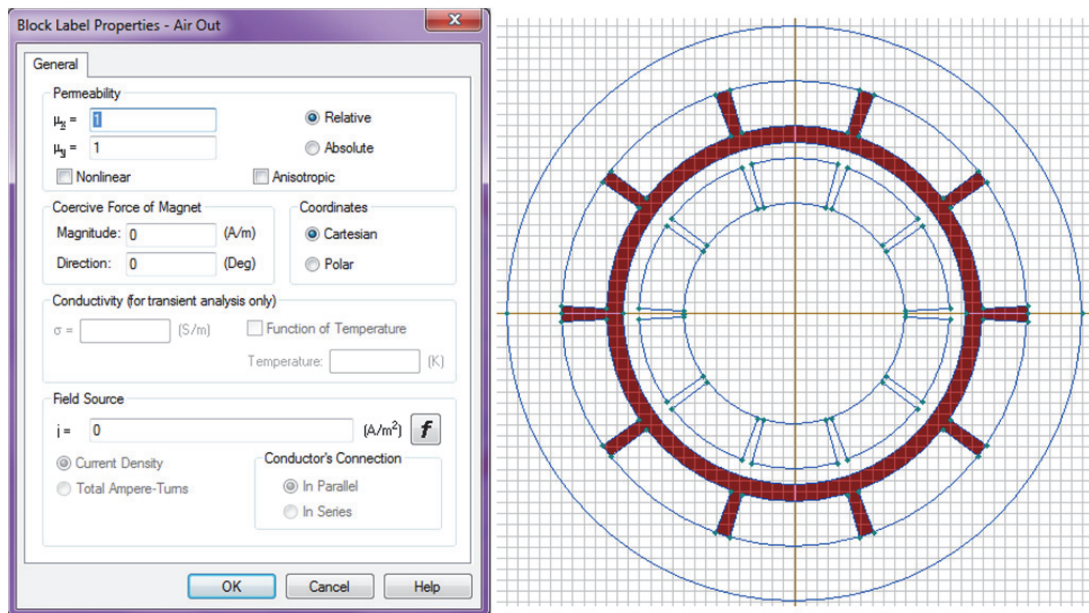 Block Label Properties - Air Out
General
Permeability
μx = 1
Relative
μy = 1
Absolute
Nonlinear
Anisotropic
Coercive Force of Magnet
Magnitude: 0 (A/m)
Direction: 0 (Deg)
Coordinates
Cartesian
Polar
Conductivity (for transient analysis only)
σ = (S/m)
Function of Temperature
Temperature: (K)
Field Source
j = 0 (A/m²) f
Current Density
Total Ampere-Turns
Conductor's Connection
In Parallel
In Series
OK Cancel Help